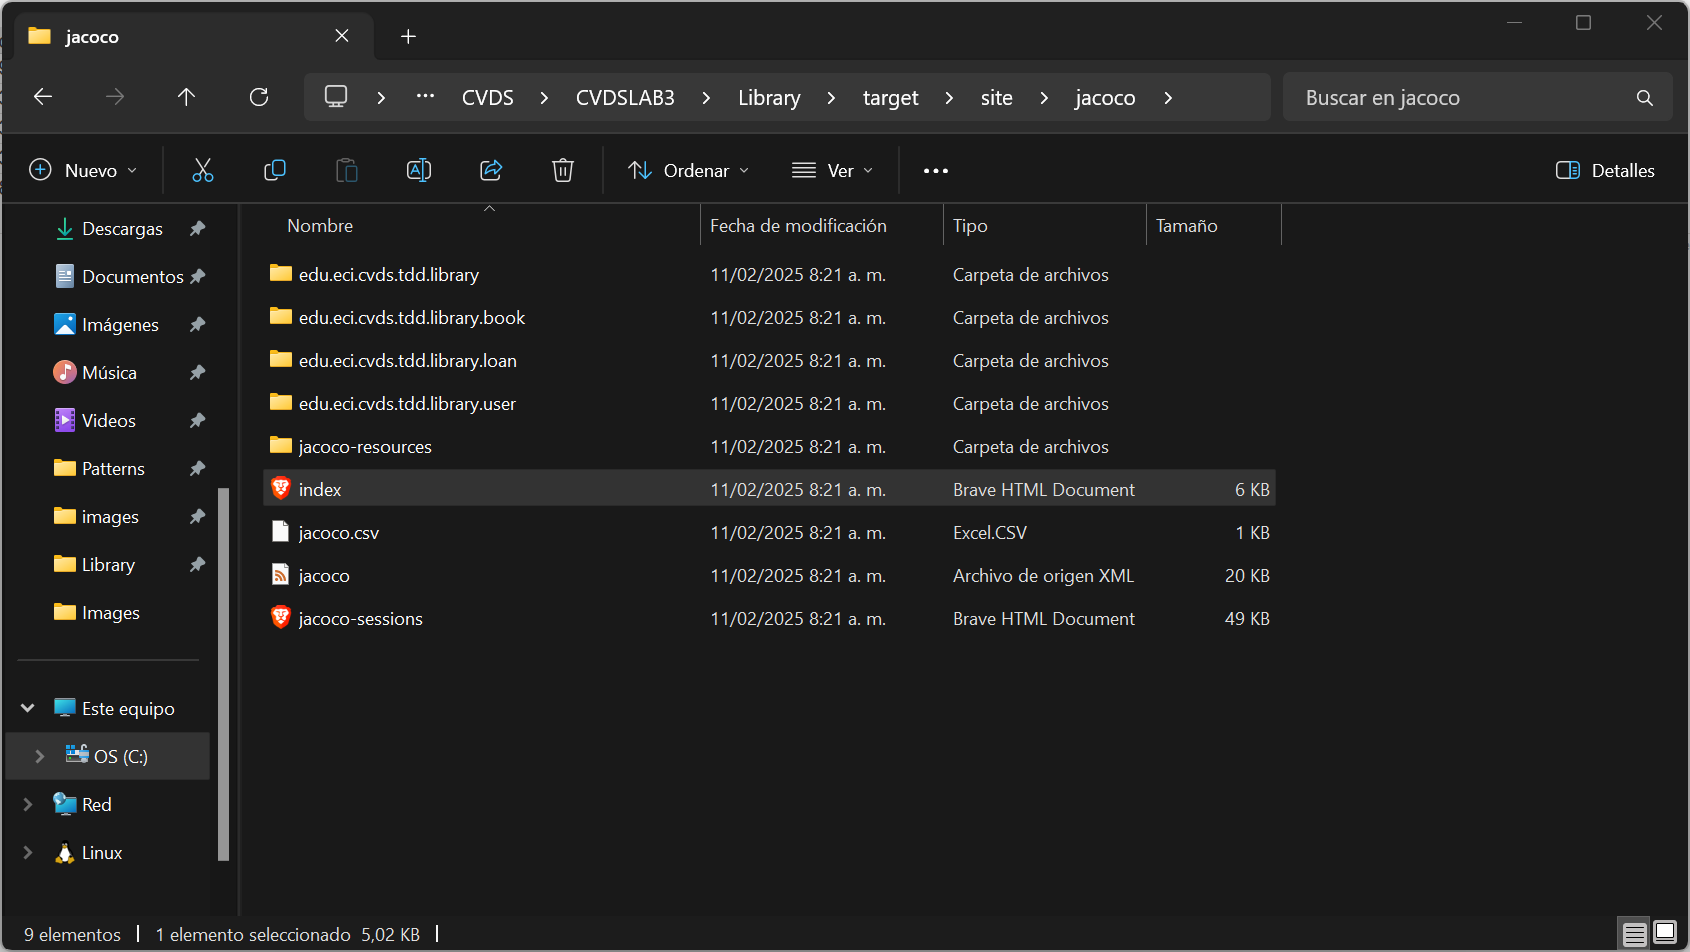 jacoco
CVDS CVDSLAB3 Library target site jacoco Buscar en jacoco
Nuevo Ordenar Ver Detalles
Nombre Fecha de modificación Tipo Tamaño
edu.eci.cvds.tdd.library 11/02/2025 8:21 a. m. Carpeta de archivos
edu.eci.cvds.tdd.library.book 11/02/2025 8:21 a. m. Carpeta de archivos
edu.eci.cvds.tdd.library.loan 11/02/2025 8:21 a. m. Carpeta de archivos
edu.eci.cvds.tdd.library.user 11/02/2025 8:21 a. m. Carpeta de archivos
jacoco-resources 11/02/2025 8:21 a. m. Carpeta de archivos
index 11/02/2025 8:21 a. m. Brave HTML Document 6 KB
jacoco.csv 11/02/2025 8:21 a. m. Excel.CSV 1 KB
jacoco 11/02/2025 8:21 a. m. Archivo de origen XML 20 KB
jacoco-sessions 11/02/2025 8:21 a. m. Brave HTML Document 49 KB
Descargas
Documentos
Imágenes
Música
Videos
Patterns
images
Library
Images
Este equipo
OS (C:)
Red
Linux
9 elementos 1 elemento seleccionado 5,02 KB